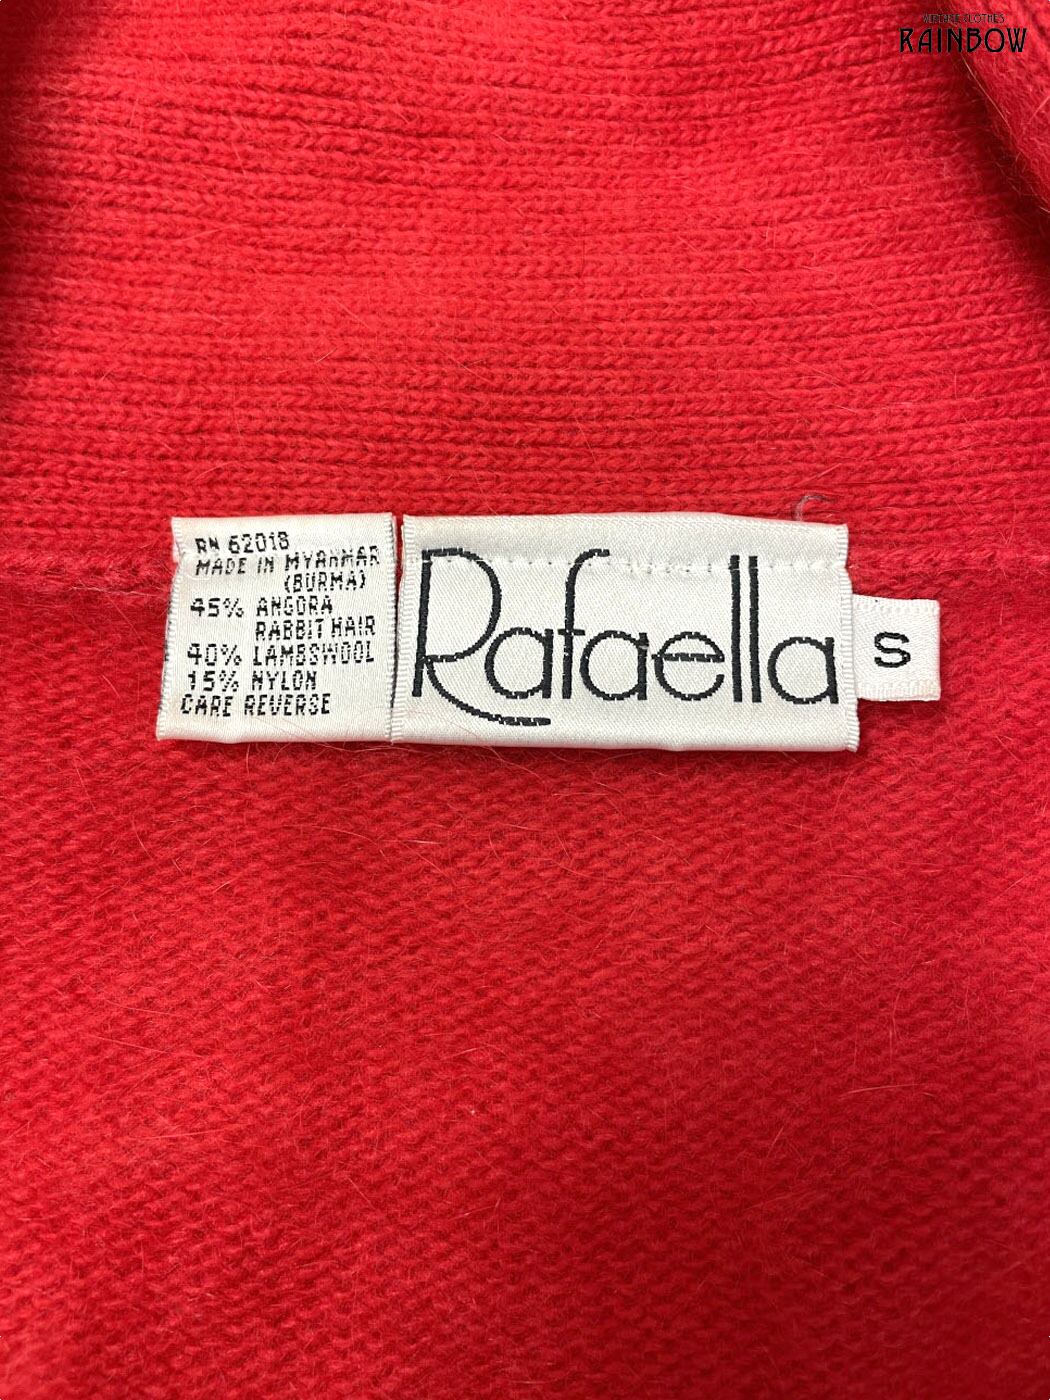 VINTAGE CLOTHES
RAINBOW
RN 62018
MADE IN MYANMAR
(BURMA)
45% ANGORA
RABBIT HAIR
40% LAMBSWOOL
15% NYLON
CARE REVERSE
Rafaella
S